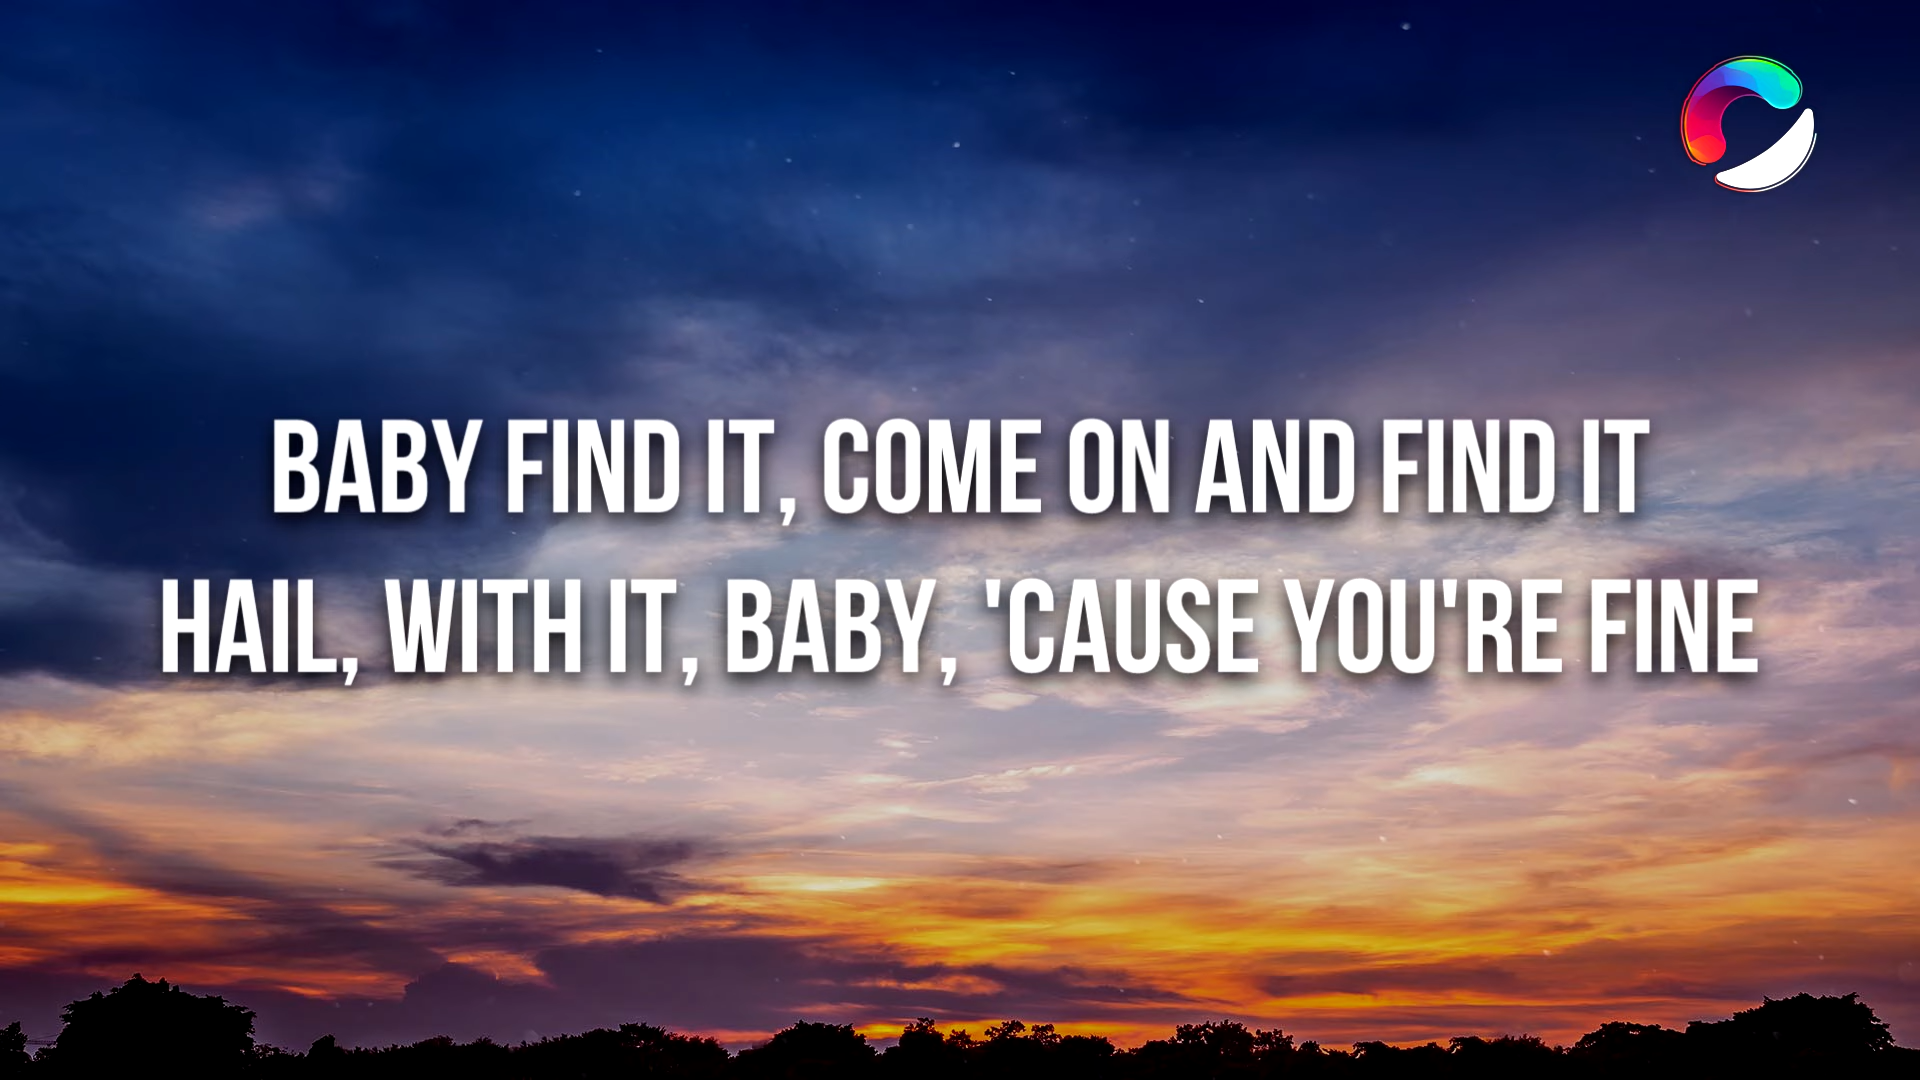 BABY FIND IT, COME ON AND FIND IT
HAIL, WITH IT, BABY, 'CAUSE YOU'RE FINE